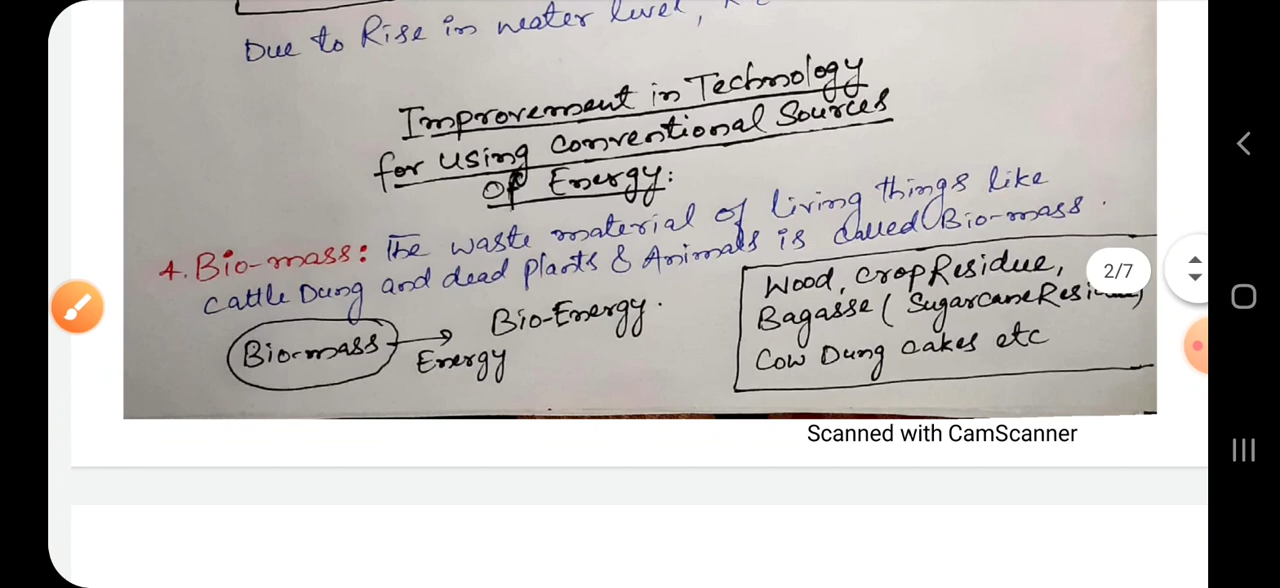 Due to Rise in water level,
Improvement in Technology
for using conventional Sources
of Energy:
4. Bio-mass: The waste material of living things like
cattle Dung and dead plants & Animals is called Bio-mass.
Bio-mass → Energy Bio-Energy.
Wood, Crop Residue,
Bagasse (Sugarcane Residue)
Cow Dung cakes etc
2/7
Scanned with CamScanner